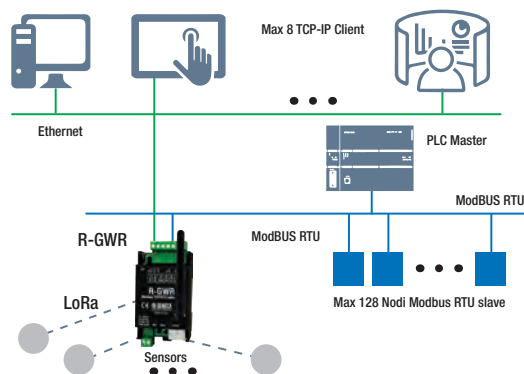 Max 8 TCP-IP Client
Ethernet
PLC Master
ModBUS RTU
R-GWR
ModBUS RTU
LoRa
R-GWR
Max 128 Nodi Modbus RTU slave
Sensors